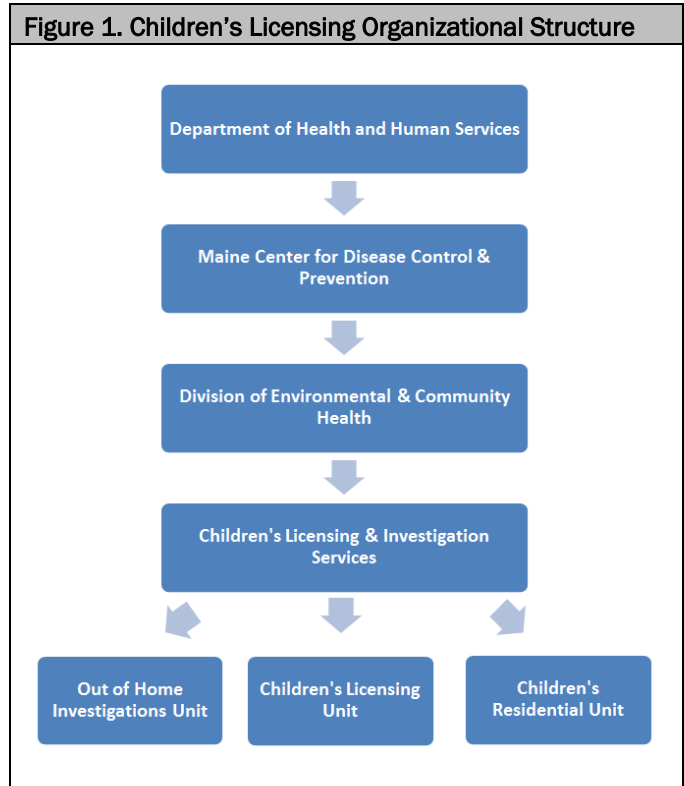 Figure 1. Children’s Licensing Organizational Structure
Department of Health and Human Services
Maine Center for Disease Control &
Prevention
Division of Environmental & Community
Health
Children's Licensing & Investigation
Services
Out of Home
Investigations Unit
Children's Licensing
Unit
Children's
Residential Unit